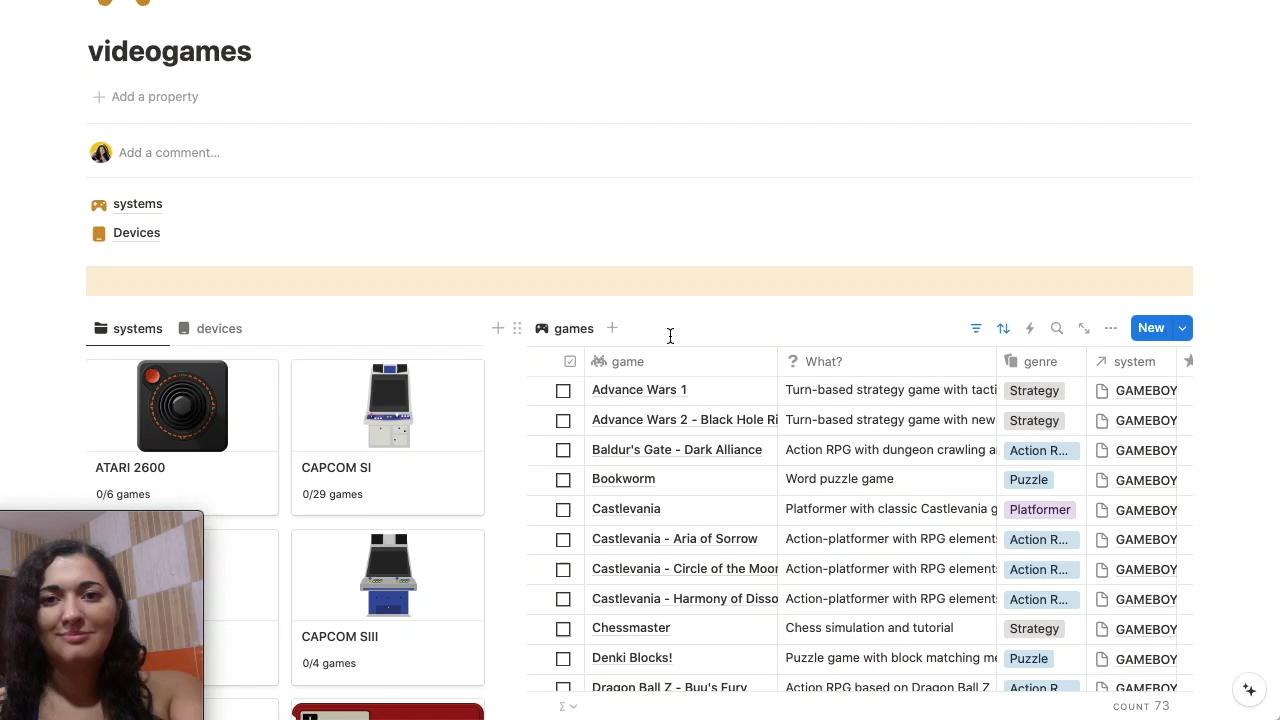 videogames
Add a property
Add a comment...
systems
Devices
systems devices
games
New
ATARI 2600
0/6 games
CAPCOM SI
0/29 games
CAPCOM SIII
0/4 games
game What? genre system
Advance Wars 1 Turn-based strategy game with tacti Strategy GAMEBOY
Advance Wars 2 - Black Hole Ri Turn-based strategy game with new Strategy GAMEBOY
Baldur's Gate - Dark Alliance Action RPG with dungeon crawling a Action R... GAMEBOY
Bookworm Word puzzle game Puzzle GAMEBOY
Castlevania Platformer with classic Castlevania g Platformer GAMEBOY
Castlevania - Aria of Sorrow Action-platformer with RPG element Action R... GAMEBOY
Castlevania - Circle of the Moor Action-platformer with RPG element Action R... GAMEBOY
Castlevania - Harmony of Disso Action-platformer with RPG element Action R... GAMEBOY
Chessmaster Chess simulation and tutorial Strategy GAMEBOY
Denki Blocks! Puzzle game with block matching me Puzzle GAMEBOY
Dragon Ball Z - Buu's Fury Action RPG based on Dragon Ball Z Action R... GAMEBOY
COUNT 73